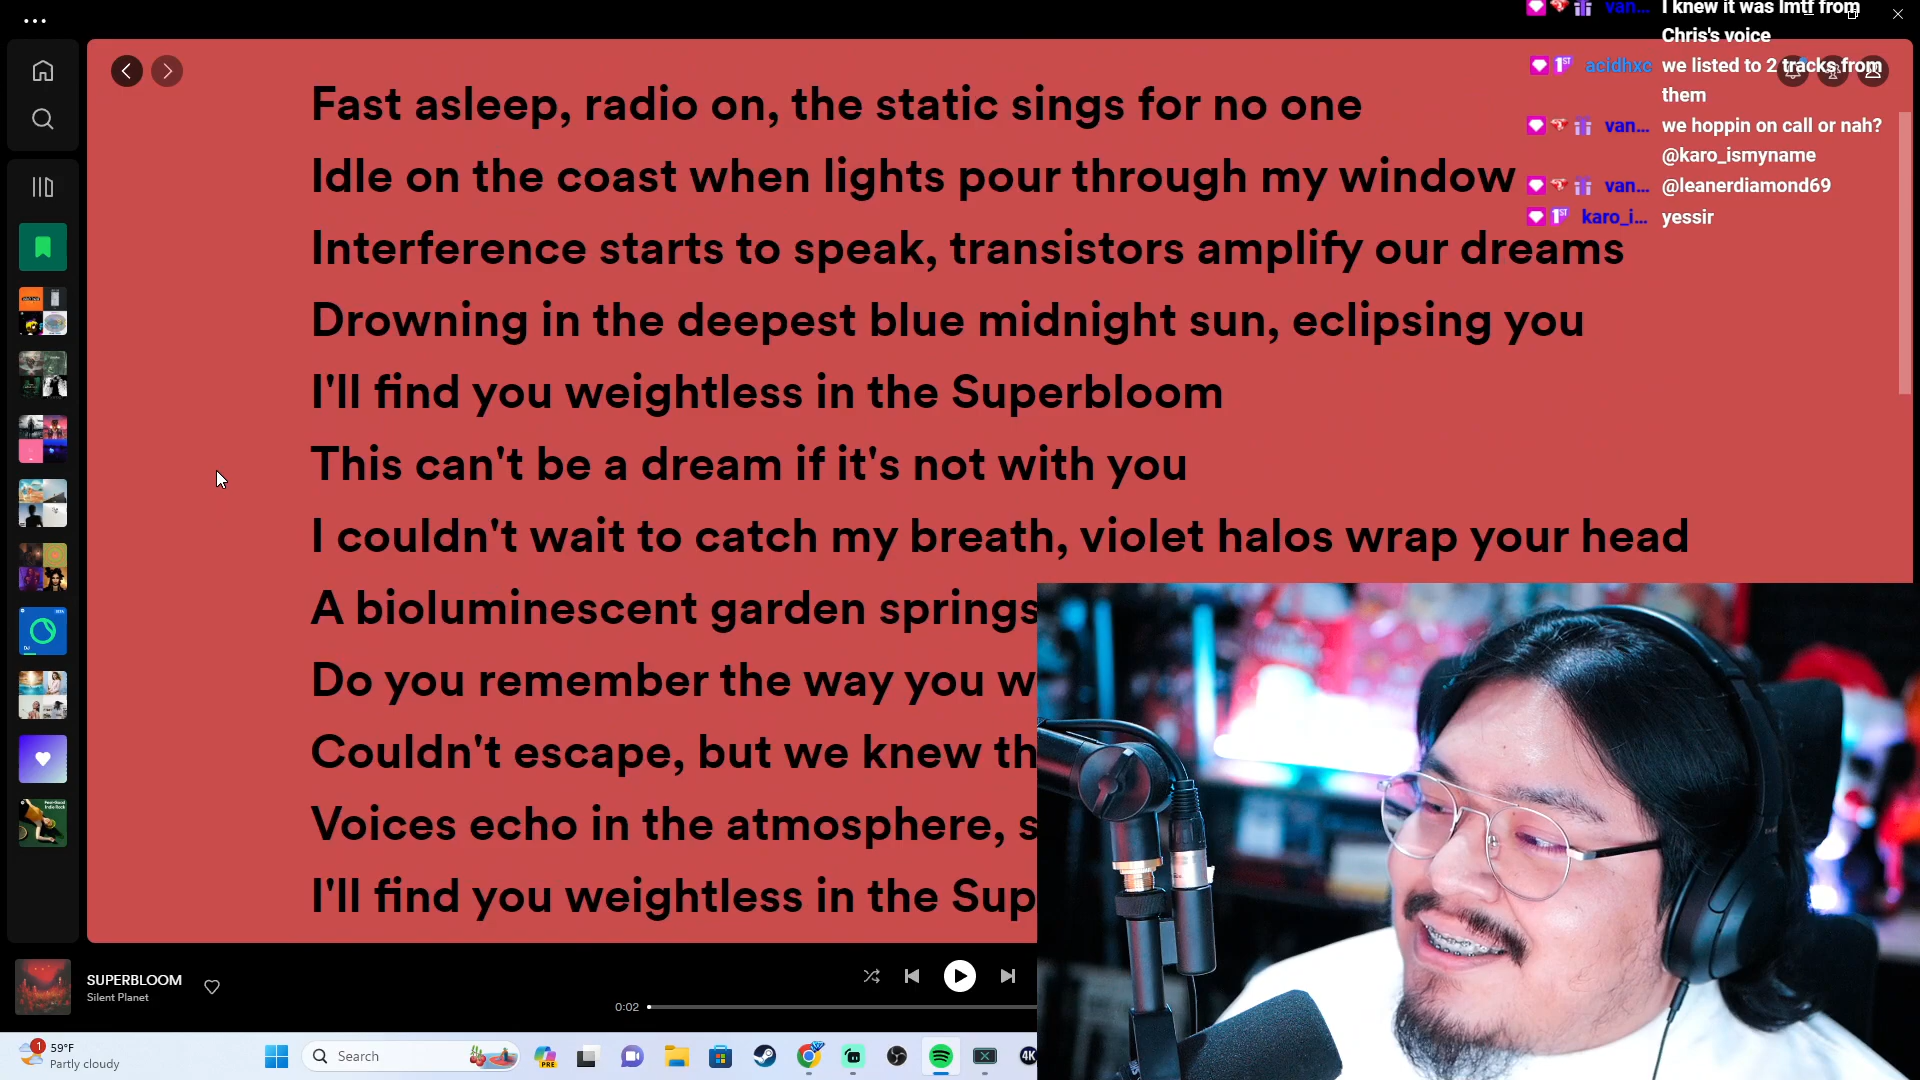 I knew it was lmtf from
van...
Chris's voice
acidhxc we listed to 2 tracks from
them
van... we hoppin on call or nah?
@karo_ismyname
van... @leanerdiamond69
karo_i... yessir
Fast asleep, radio on, the static sings for no one
Idle on the coast when lights pour through my window
Interference starts to speak, transistors amplify our dreams
Drowning in the deepest blue midnight sun, eclipsing you
I'll find you weightless in the Superbloom
This can't be a dream if it's not with you
I couldn't wait to catch my breath, violet halos wrap your head
A bioluminescent garden springs
Do you remember the way you w
Couldn't escape, but we knew th
Voices echo in the atmosphere, s
I'll find you weightless in the Sup
SUPERBLOOM
Silent Planet
0:02
1
59°F
Partly cloudy
Search
PRE
4K